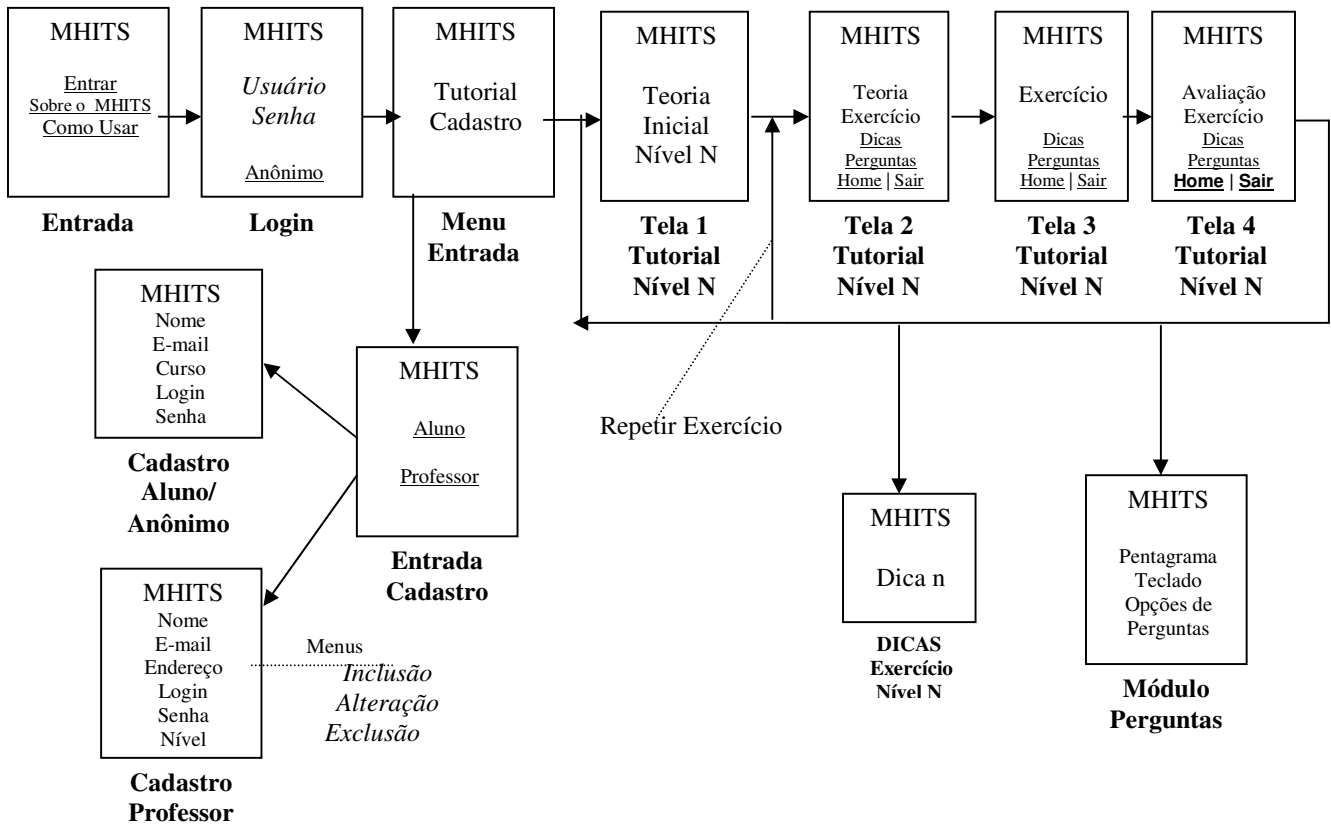 MHITS
Entrar
Sobre o MHITS
Como Usar
Entrada
MHITS
Usuário
Senha
Anônimo
Login
MHITS
Tutorial
Cadastro
Menu
Entrada
MHITS
Teoria
Inicial
Nível N
Tela 1
Tutorial
Nível N
MHITS
Teoria
Exercício
Dicas
Perguntas
Home | Sair
Tela 2
Tutorial
Nível N
MHITS
Exercício
Dicas
Perguntas
Home | Sair
Tela 3
Tutorial
Nível N
MHITS
Avaliação
Exercício
Dicas
Perguntas
Home | Sair
Tela 4
Tutorial
Nível N
MHITS
Nome
E-mail
Curso
Login
Senha
Cadastro
Aluno/
Anônimo
MHITS
Aluno
Professor
Entrada
Cadastro
Repetir Exercício
MHITS
Dica n
DICAS
Exercício
Nível N
MHITS
Pentagrama
Teclado
Opções de
Perguntas
Módulo
Perguntas
MHITS
Nome
E-mail
Endereço
Login
Senha
Nível
Cadastro
Professor
Menus
Inclusão
Alteração
Exclusão